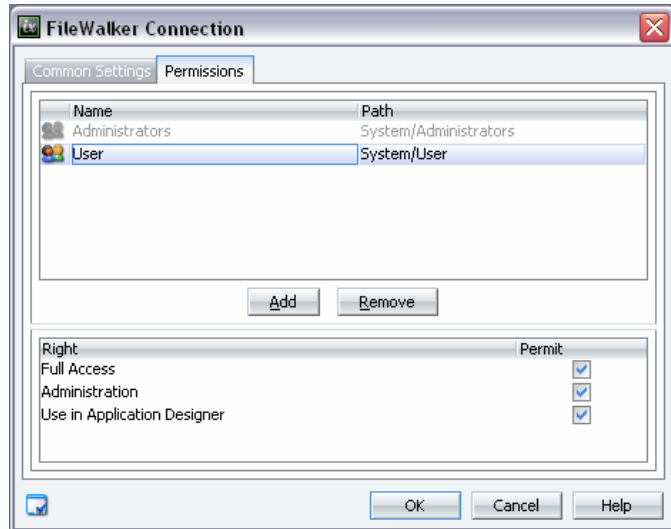 FileWalker Connection
Common Settings Permissions
Name Path
Administrators System/Administrators
User System/User
Add Remove
Right Permit
Full Access
Administration
Use in Application Designer
OK Cancel Help